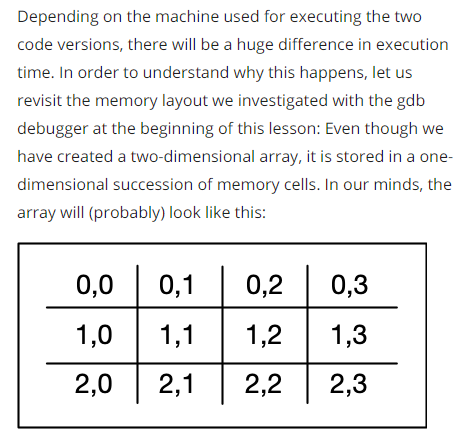 Depending on the machine used for executing the two
code versions, there will be a huge difference in execution
time. In order to understand why this happens, let us
revisit the memory layout we investigated with the gdb
debugger at the beginning of this lesson: Even though we
have created a two-dimensional array, it is stored in a one-
dimensional succession of memory cells. In our minds, the
array will (probably) look like this:
0,0 0,1 0,2 0,3
1,0 1,1 1,2 1,3
2,0 2,1 2,2 2,3